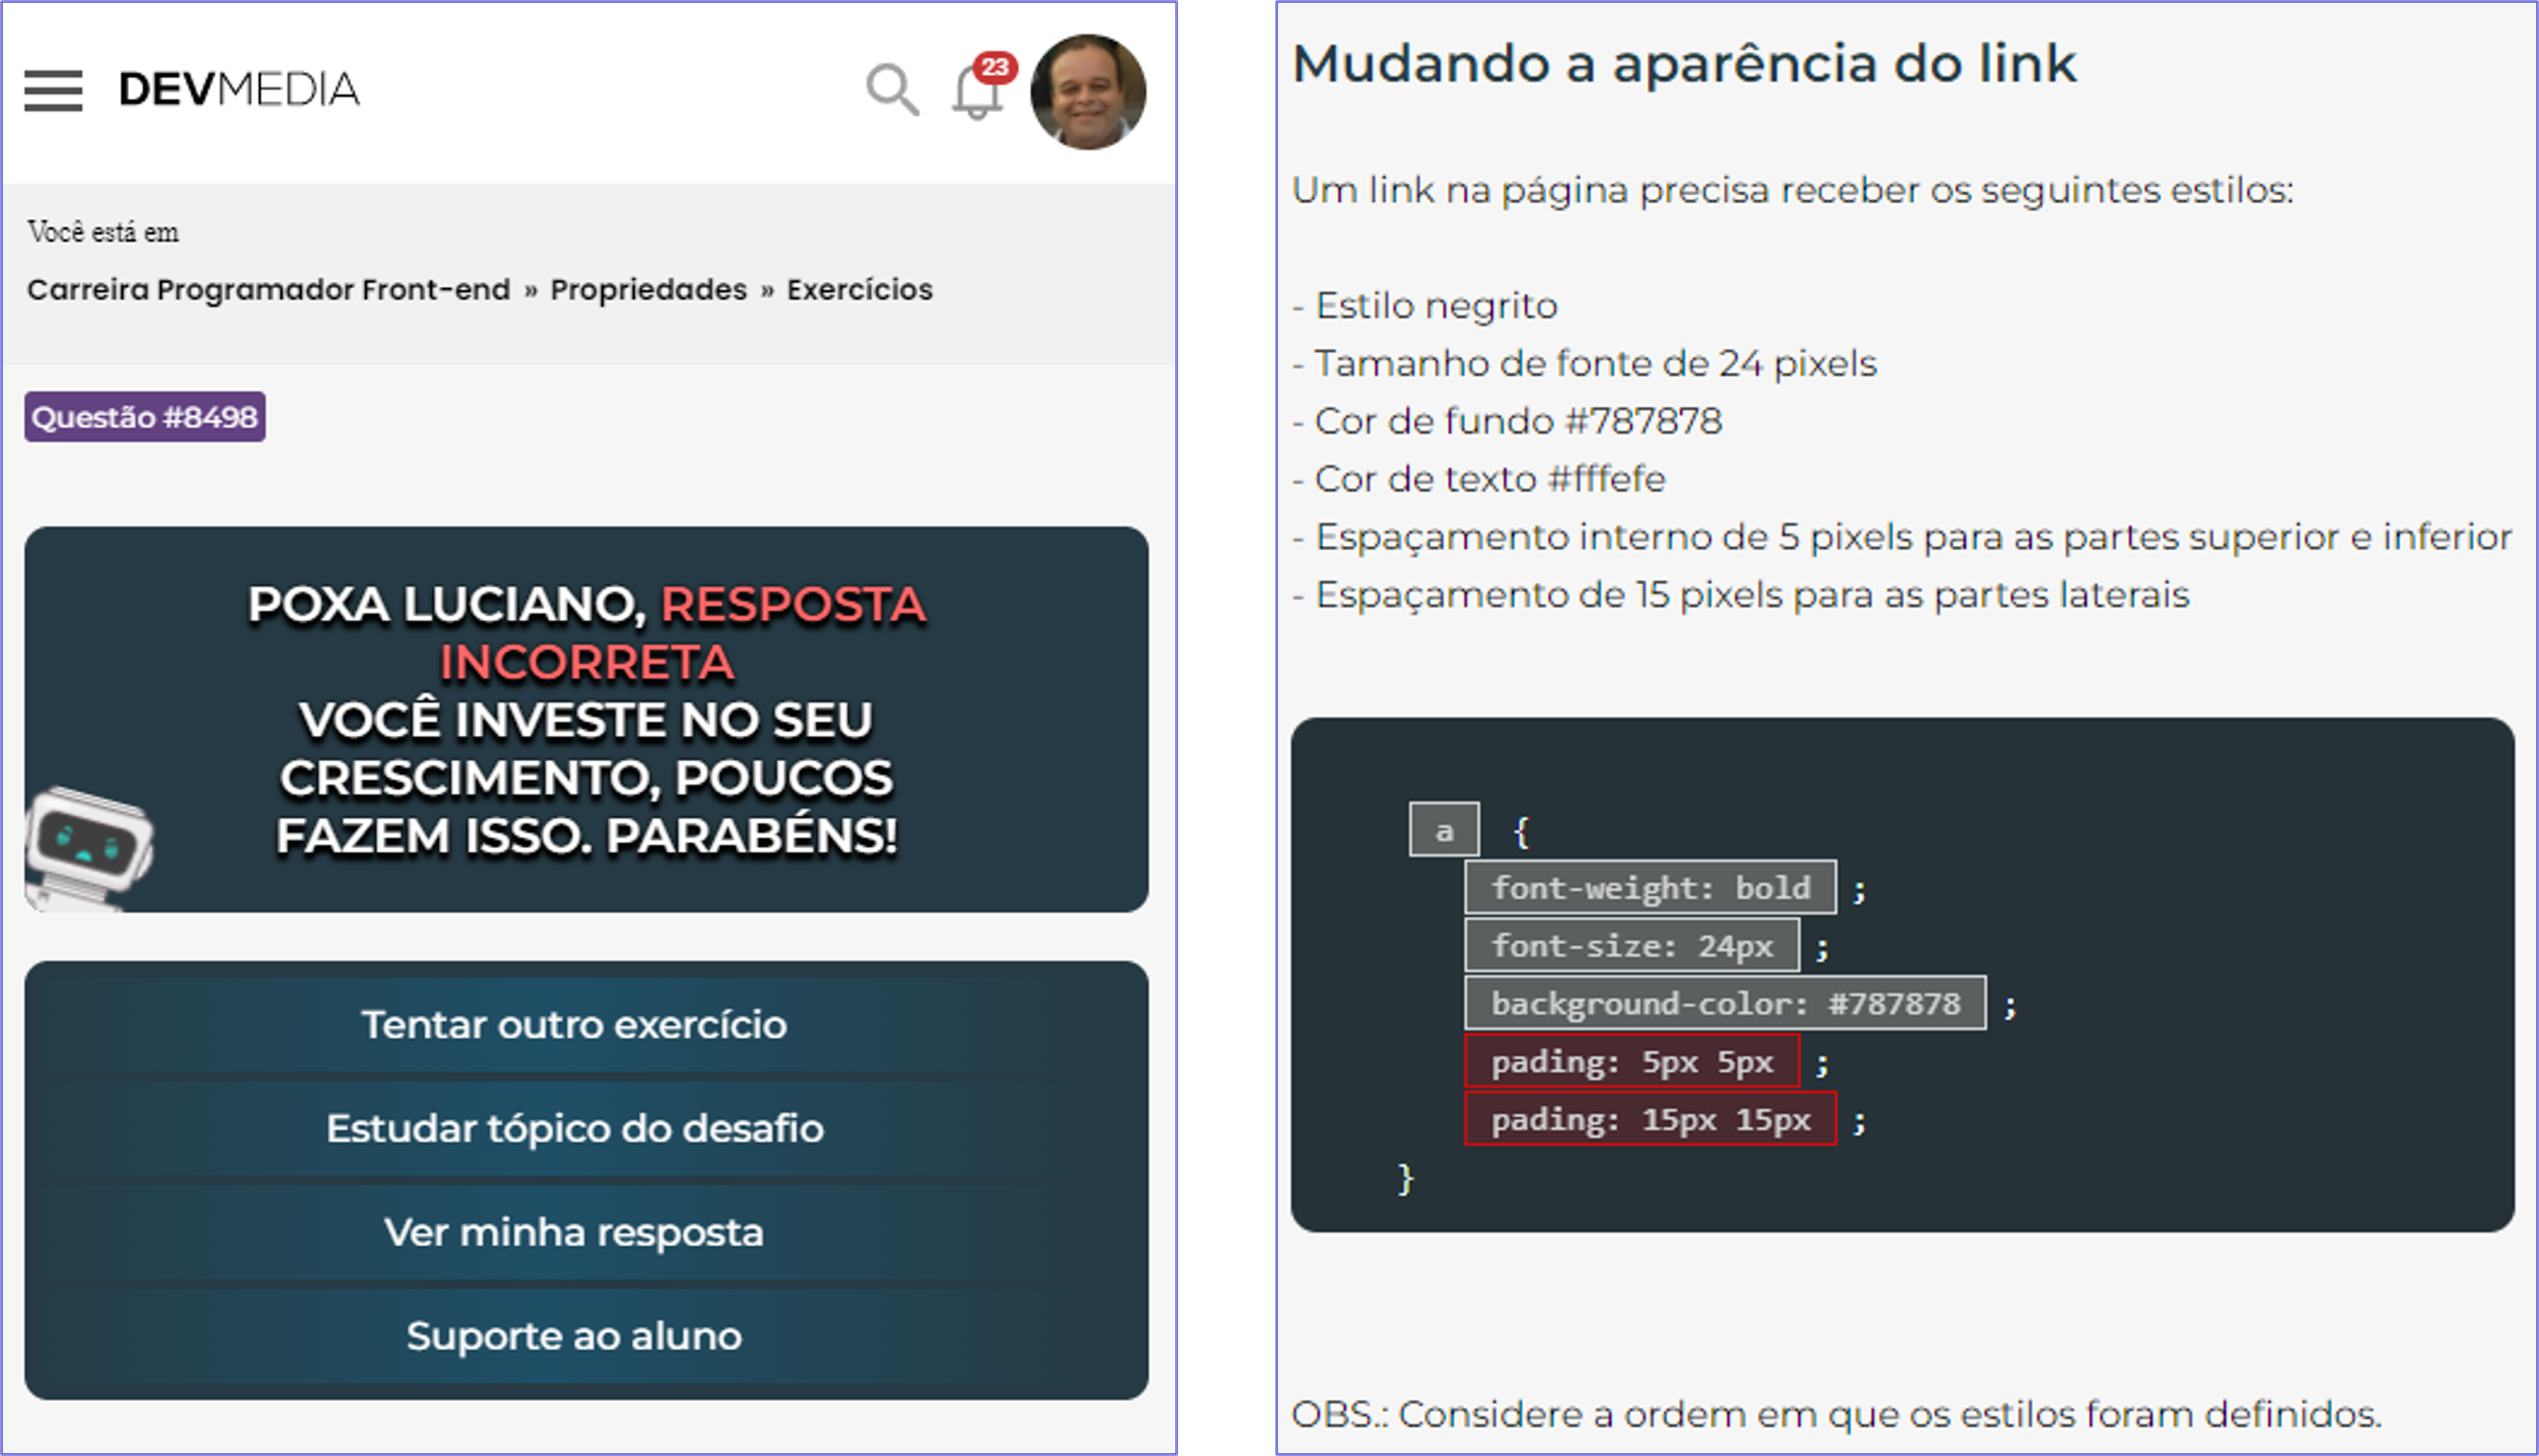 DEVMEDIA
23
Você está em
Carreira Programador Front-end » Propriedades » Exercícios
Questão #8498
POXA LUCIANO, RESPOSTA
INCORRETA
VOCÊ INVESTE NO SEU
CRESCIMENTO, POUCOS
FAZEM ISSO. PARABÉNS!
Tentar outro exercício
Estudar tópico do desafio
Ver minha resposta
Suporte ao aluno
Mudando a aparência do link
Um link na página precisa receber os seguintes estilos:
- Estilo negrito
- Tamanho de fonte de 24 pixels
- Cor de fundo #787878
- Cor de texto #fffefe
- Espaçamento interno de 5 pixels para as partes superior e inferior
- Espaçamento de 15 pixels para as partes laterais
a {
font-weight: bold ;
font-size: 24px ;
background-color: #787878 ;
pading: 5px 5px ;
pading: 15px 15px ;
}
OBS.: Considere a ordem em que os estilos foram definidos.